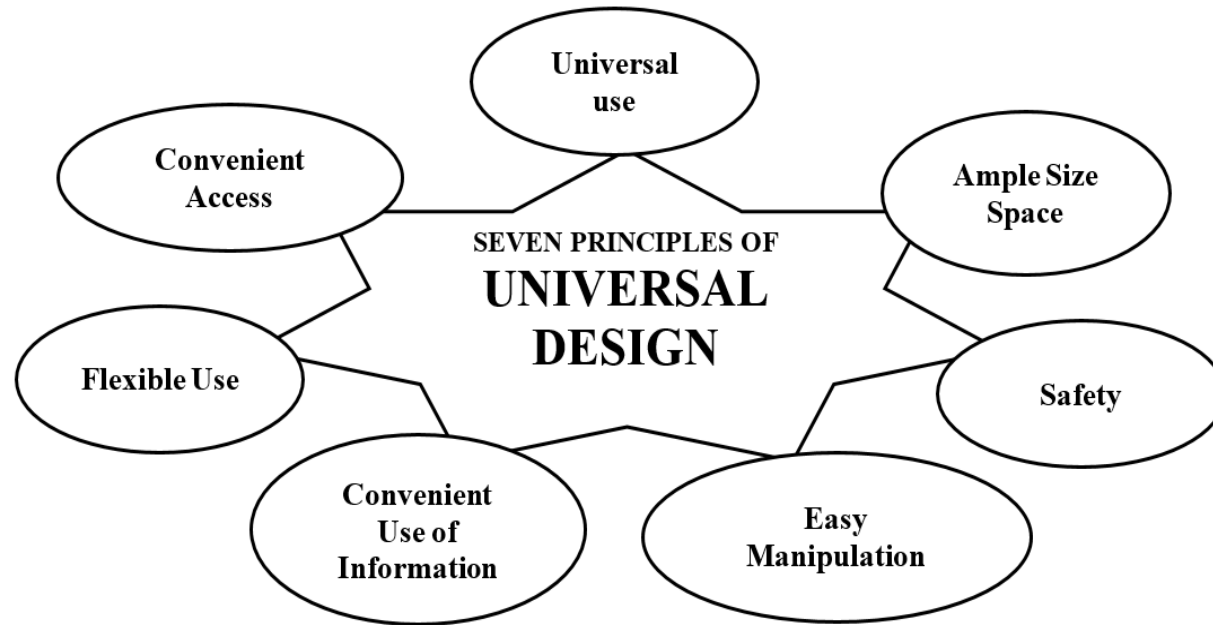 SEVEN PRINCIPLES OF
UNIVERSAL
DESIGN
Universal
use
Ample Size
Space
Safety
Easy
Manipulation
Convenient
Use of
Information
Flexible Use
Convenient
Access